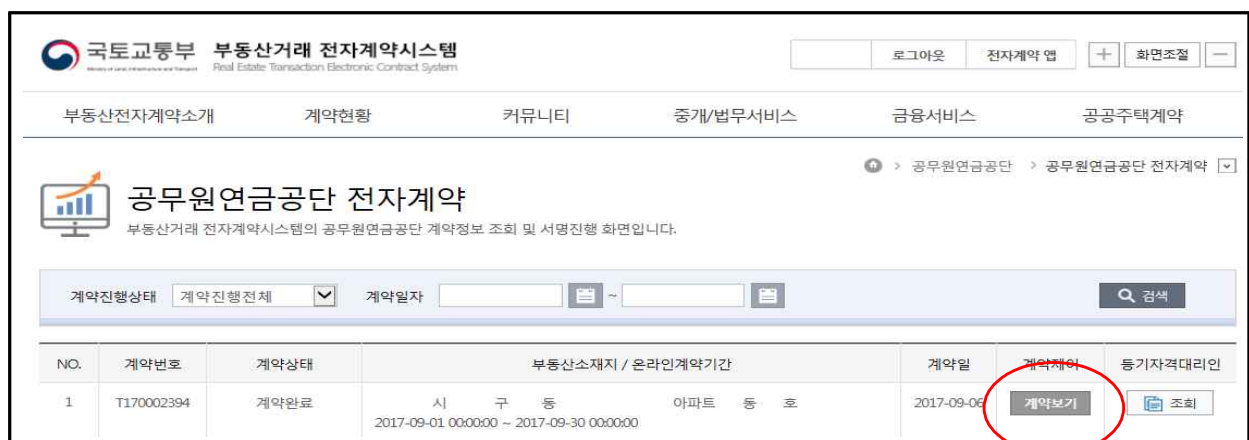 국토교통부 부동산거래 전자계약시스템
Real Estate Transaction Electronic Contract System
로그아웃 전자계약 앱 + 화면조절 —
부동산전자계약소개 계약현황 커뮤니티 중개/법무서비스 금융서비스 공공주택계약
> 공무원연금공단 > 공무원연금공단 전자계약
공무원연금공단 전자계약
부동산거래 전자계약시스템의 공무원연금공단 계약정보 조회 및 서명진행 화면입니다.
계약진행상태 계약진행전체 계약일자 ~ 검색
NO. 계약번호 계약상태 부동산소재지 / 온라인계약기간 계약일 계약제어 등기자격대리인
1 T170002394 계약완료 시 구 동 아파트 동 호 2017-09-06 계약보기 조회
2017-09-01 00:00:00 ~ 2017-09-30 00:00:00